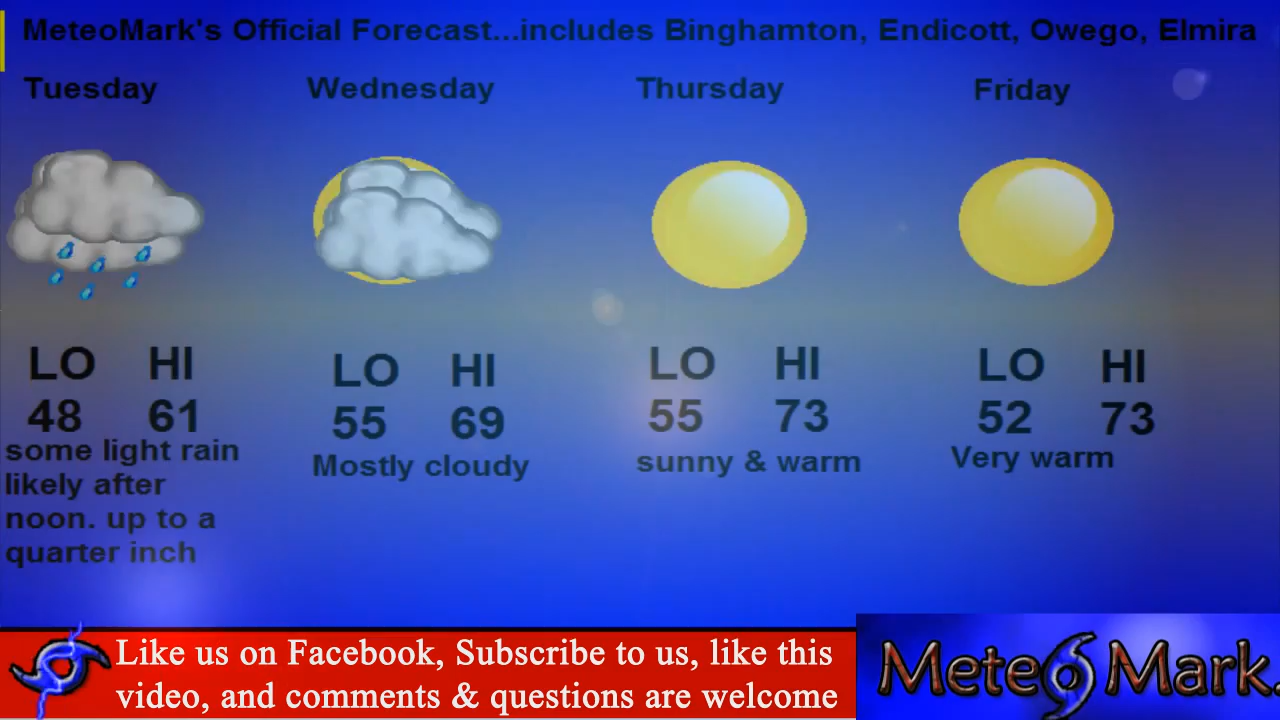 MeteoMark's Official Forecast...includes Binghamton, Endicott, Owego, Elmira
Tuesday
Wednesday
Thursday
Friday
LO HI
48 61
some light rain
likely after
noon. up to a
quarter inch
LO HI
55 69
Mostly cloudy
LO HI
55 73
sunny & warm
LO HI
52 73
Very warm
Like us on Facebook, Subscribe to us, like this
video, and comments & questions are welcome
MeteoMark.